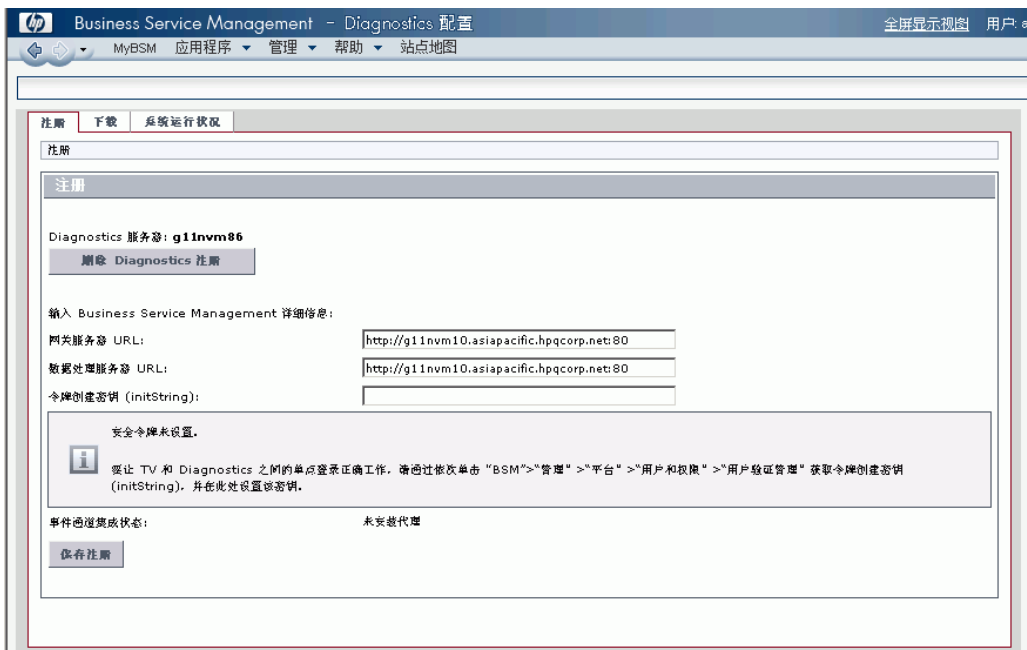 hp Business Service Management - Diagnostics 配置 全屏显示视图 用户: a
MyBSM 应用程序 管理 帮助 站点地图
注册 下载 系统运行状况
注册
注册
Diagnostics 服务器: g11nvm86
删除 Diagnostics 注册
输入 Business Service Management 详细信息:
网关服务器 URL: http://g11nvm10.asiapacific.hpqcorp.net:80
数据处理服务器 URL: http://g11nvm10.asiapacific.hpqcorp.net:80
令牌创建密钥 (initString):
安全令牌未设置。
要让 TV 和 Diagnostics 之间的单点登录正确工作，请通过依次单击 "BSM">"管理" >"平台" >"用户和权限" >"用户验证管理" 获取令牌创建密钥
(initString)，并在此处设置该密钥。
事件通道集成状态: 未安装代理
保存注册